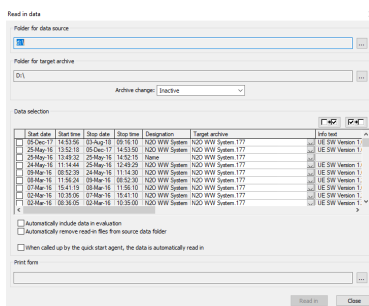 Read in data
Folder for data source
d:\
...
Folder for target archive
D:\
...
Archive change: Inactive
Data selection
Start date Start time Stop date Stop time Designation Target archive Info text
05-Dec-17 14:53:56 03-Aug-18 09:16:10 N2O WW System N2O WW System.177 ... UE SW Version 1.
25-May-16 13:52:18 05-Dec-17 14:53:50 N2O WW System N2O WW System.177 ... UE SW Version 1.
25-May-16 13:49:32 25-May-16 14:52:15 Name N2O WW System.177 ... UE SW Version 1.
24-May-16 11:14:44 25-May-16 12:49:29 N2O WW System N2O WW System.177 ... UE SW Version 1.
09-Mar-16 08:52:39 24-May-16 11:14:30 N2O WW System N2O WW System.177 ... UE SW Version 1.
08-Mar-16 11:56:24 09-Mar-16 08:52:30 N2O WW System N2O WW System.177 ... UE SW Version 1.
07-Mar-16 15:41:19 08-Mar-16 11:56:10 N2O WW System N2O WW System.177 ... UE SW Version 1.
02-Mar-16 10:35:06 07-Mar-16 15:41:10 N2O WW System N2O WW System.177 ... UE SW Version 1.
02-Mar-16 08:36:05 02-Mar-16 10:35:00 N2O WW System N2O WW System.177 ... UE SW Version 1.
Automatically include data in evaluation
Automatically remove read-in files from source data folder
When called up by the quick start agent, the data is automatically read in
Print form
...
Read in Close